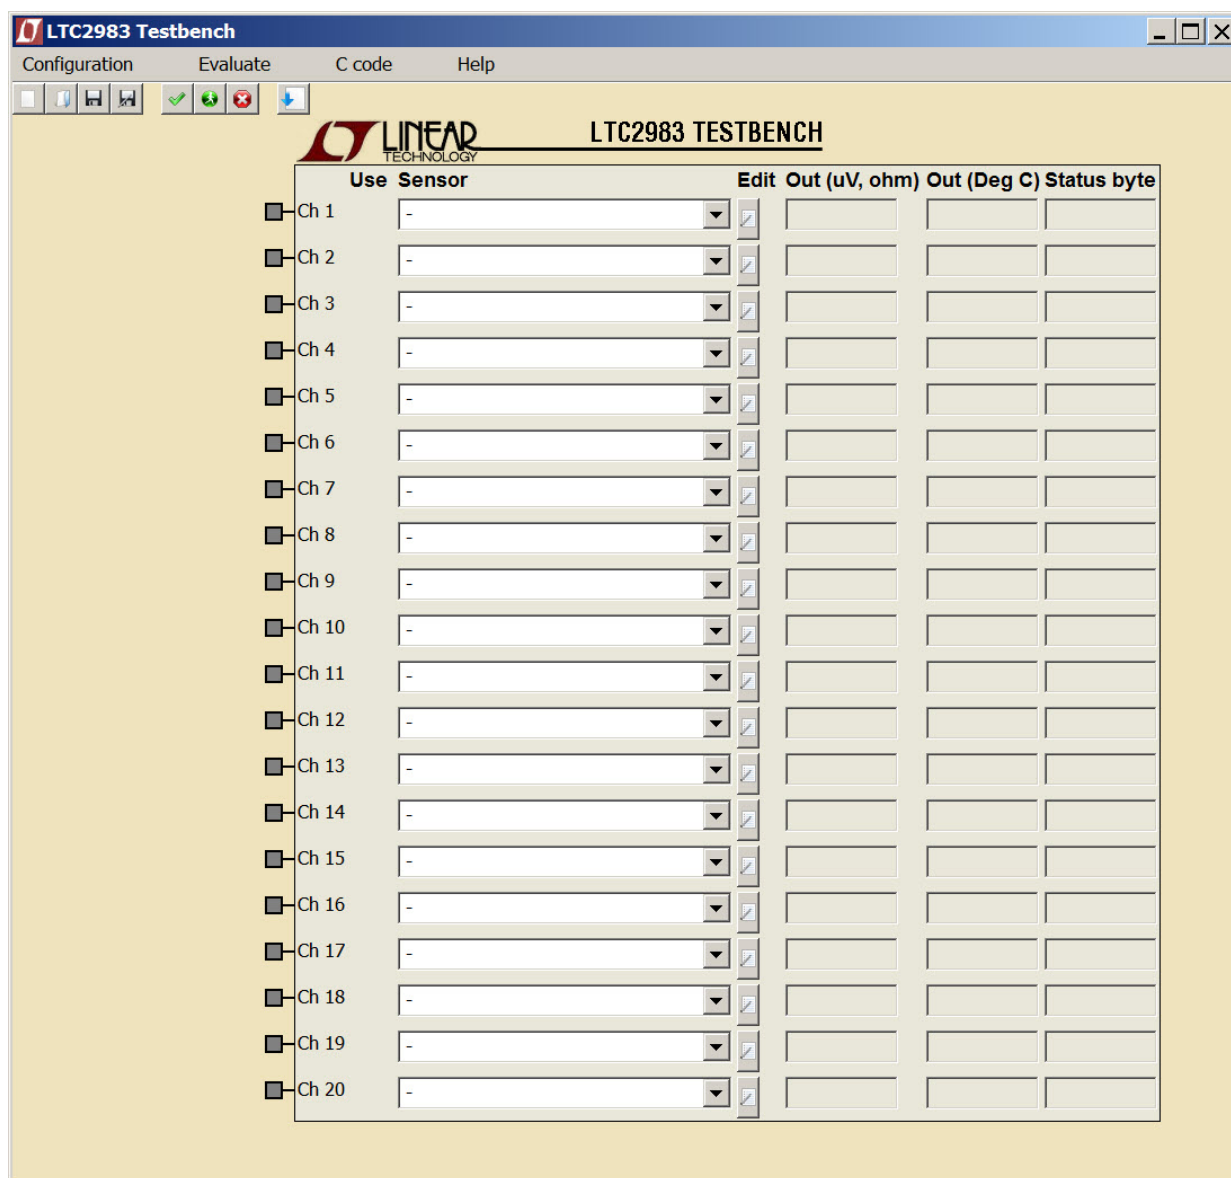 LTC2983 Testbench
Configuration Evaluate C code Help
LINEAR TECHNOLOGY
LTC2983 TESTBENCH
Use Sensor Edit Out (uV, ohm) Out (Deg C) Status byte
Ch 1 -
Ch 2 -
Ch 3 -
Ch 4 -
Ch 5 -
Ch 6 -
Ch 7 -
Ch 8 -
Ch 9 -
Ch 10 -
Ch 11 -
Ch 12 -
Ch 13 -
Ch 14 -
Ch 15 -
Ch 16 -
Ch 17 -
Ch 18 -
Ch 19 -
Ch 20 -